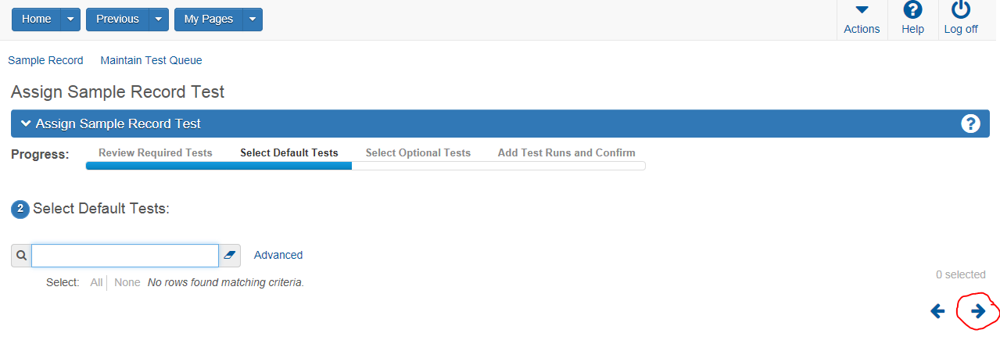 Home Previous My Pages Actions Help Log off
Sample Record Maintain Test Queue
Assign Sample Record Test
Assign Sample Record Test ?
Progress: Review Required Tests Select Default Tests Select Optional Tests Add Test Runs and Confirm
2 Select Default Tests:
Advanced
Select: All None No rows found matching criteria.
0 selected